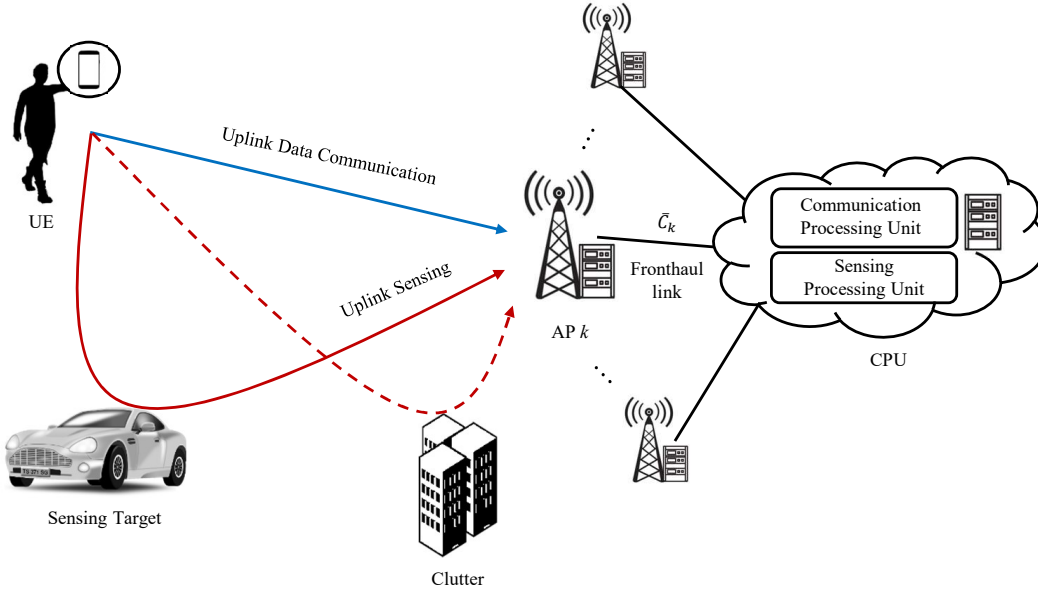 Uplink Data Communication
UE
Uplink Sensing
Sensing Target
Clutter
AP k
C̄_k
Fronthaul
link
Communication
Processing Unit
Sensing
Processing Unit
CPU